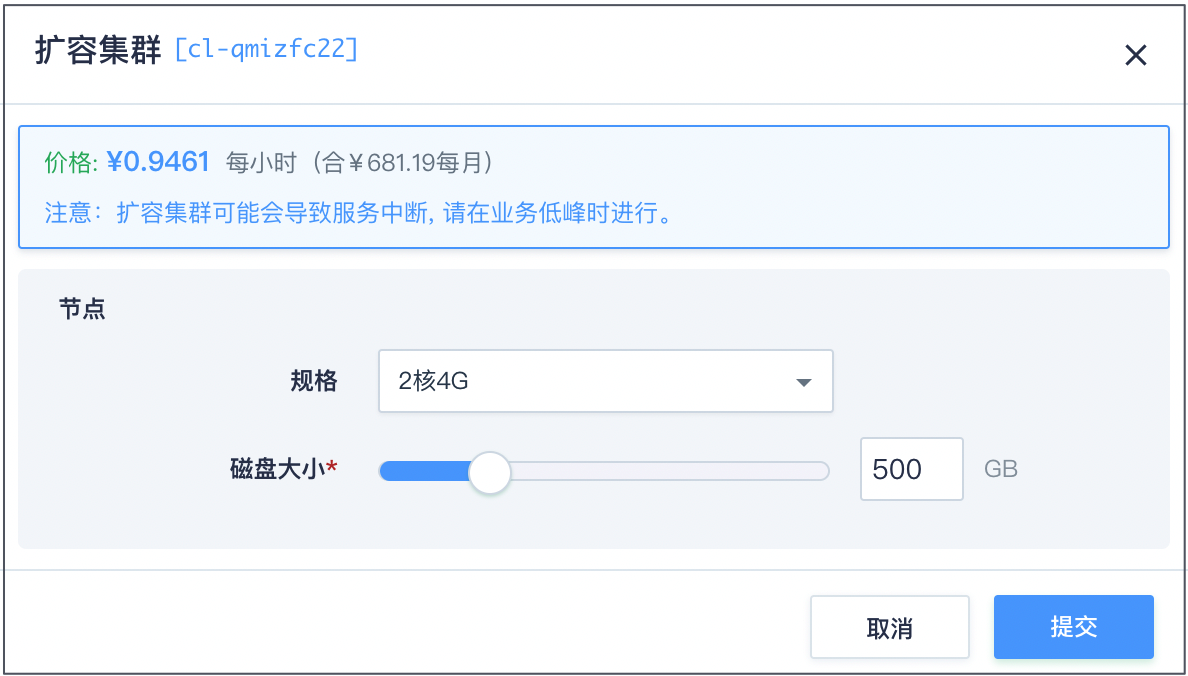 扩容集群 [cl-qmizfc22]
价格: ¥0.9461 每小时（合￥681.19每月）
注意：扩容集群可能会导致服务中断, 请在业务低峰时进行。
节点
规格 2核4G
磁盘大小* 500 GB
取消 提交